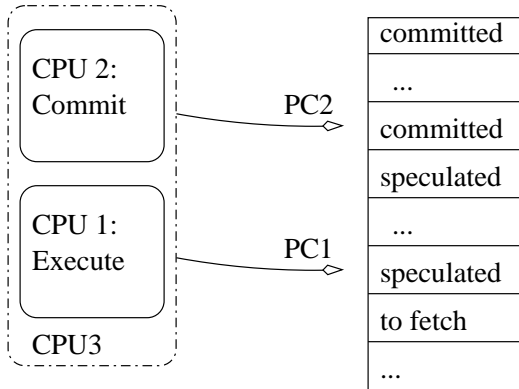 CPU 2:
Commit
CPU 1:
Execute
CPU3
PC2
PC1
committed
...
committed
speculated
...
speculated
to fetch
...